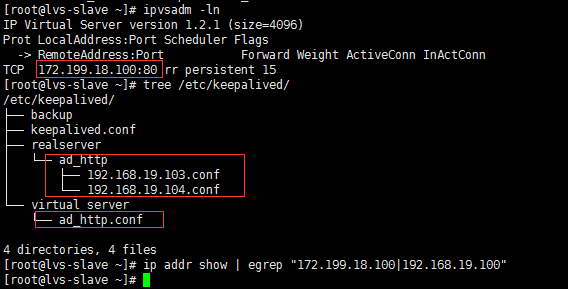 [root@lvs-slave ~]# ipvsadm -ln
IP Virtual Server version 1.2.1 (size=4096)
Prot LocalAddress:Port Scheduler Flags
  -> RemoteAddress:Port           Forward Weight ActiveConn InActConn
TCP  172.199.18.100:80 rr persistent 15
[root@lvs-slave ~]# tree /etc/keepalived/
/etc/keepalived/
├── backup
├── keepalived.conf
├── realserver
│   └── ad_http
│       ├── 192.168.19.103.conf
│       └── 192.168.19.104.conf
└── virtual server
    └── ad_http.conf

4 directories, 4 files
[root@lvs-slave ~]# ip addr show | egrep "172.199.18.100|192.168.19.100"
[root@lvs-slave ~]#